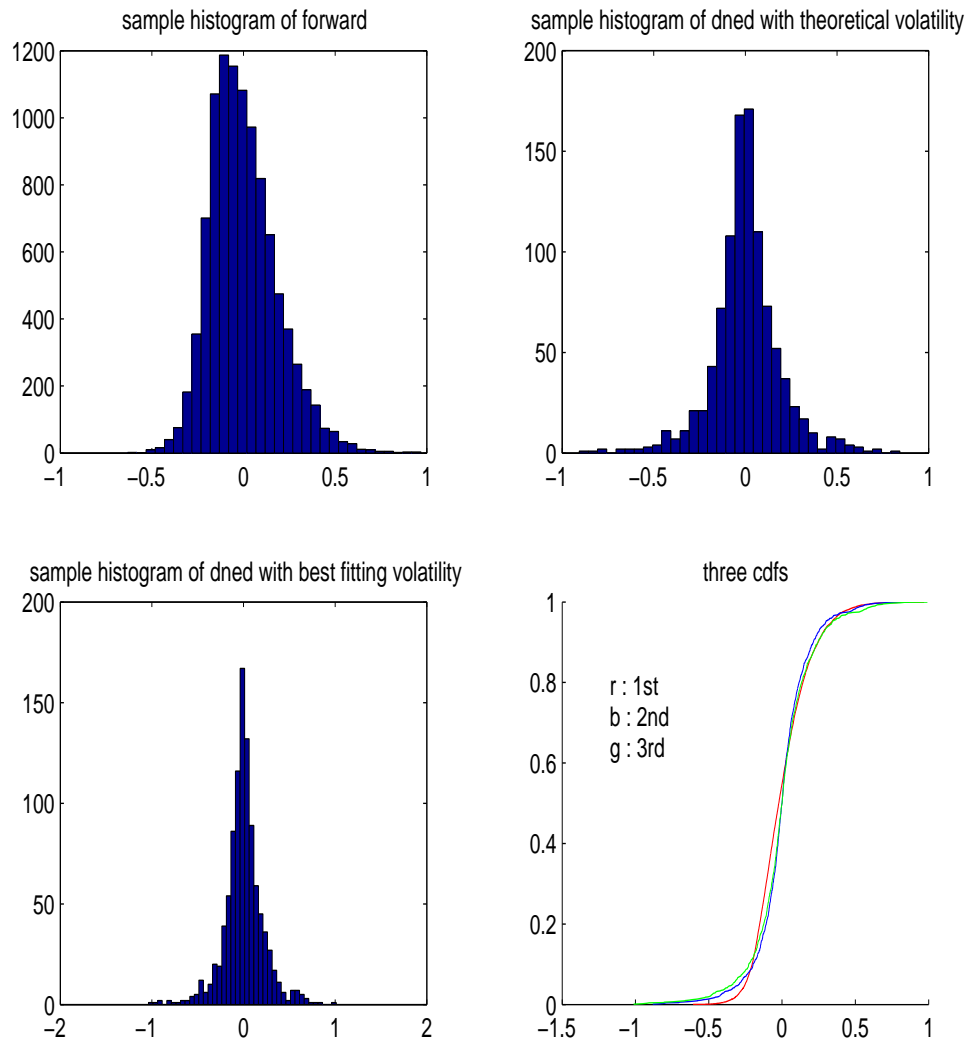 sample histogram of forward
1200
1000
800
600
400
200
0
−1 −0.5 0 0.5 1
sample histogram of dned with theoretical volatility
200
150
100
50
0
−1 −0.5 0 0.5 1
sample histogram of dned with best fitting volatility
200
150
100
50
0
−2 −1 0 1 2
three cdfs
1
0.8
0.6
0.4
0.2
0
r : 1st
b : 2nd
g : 3rd
−1.5 −1 −0.5 0 0.5 1